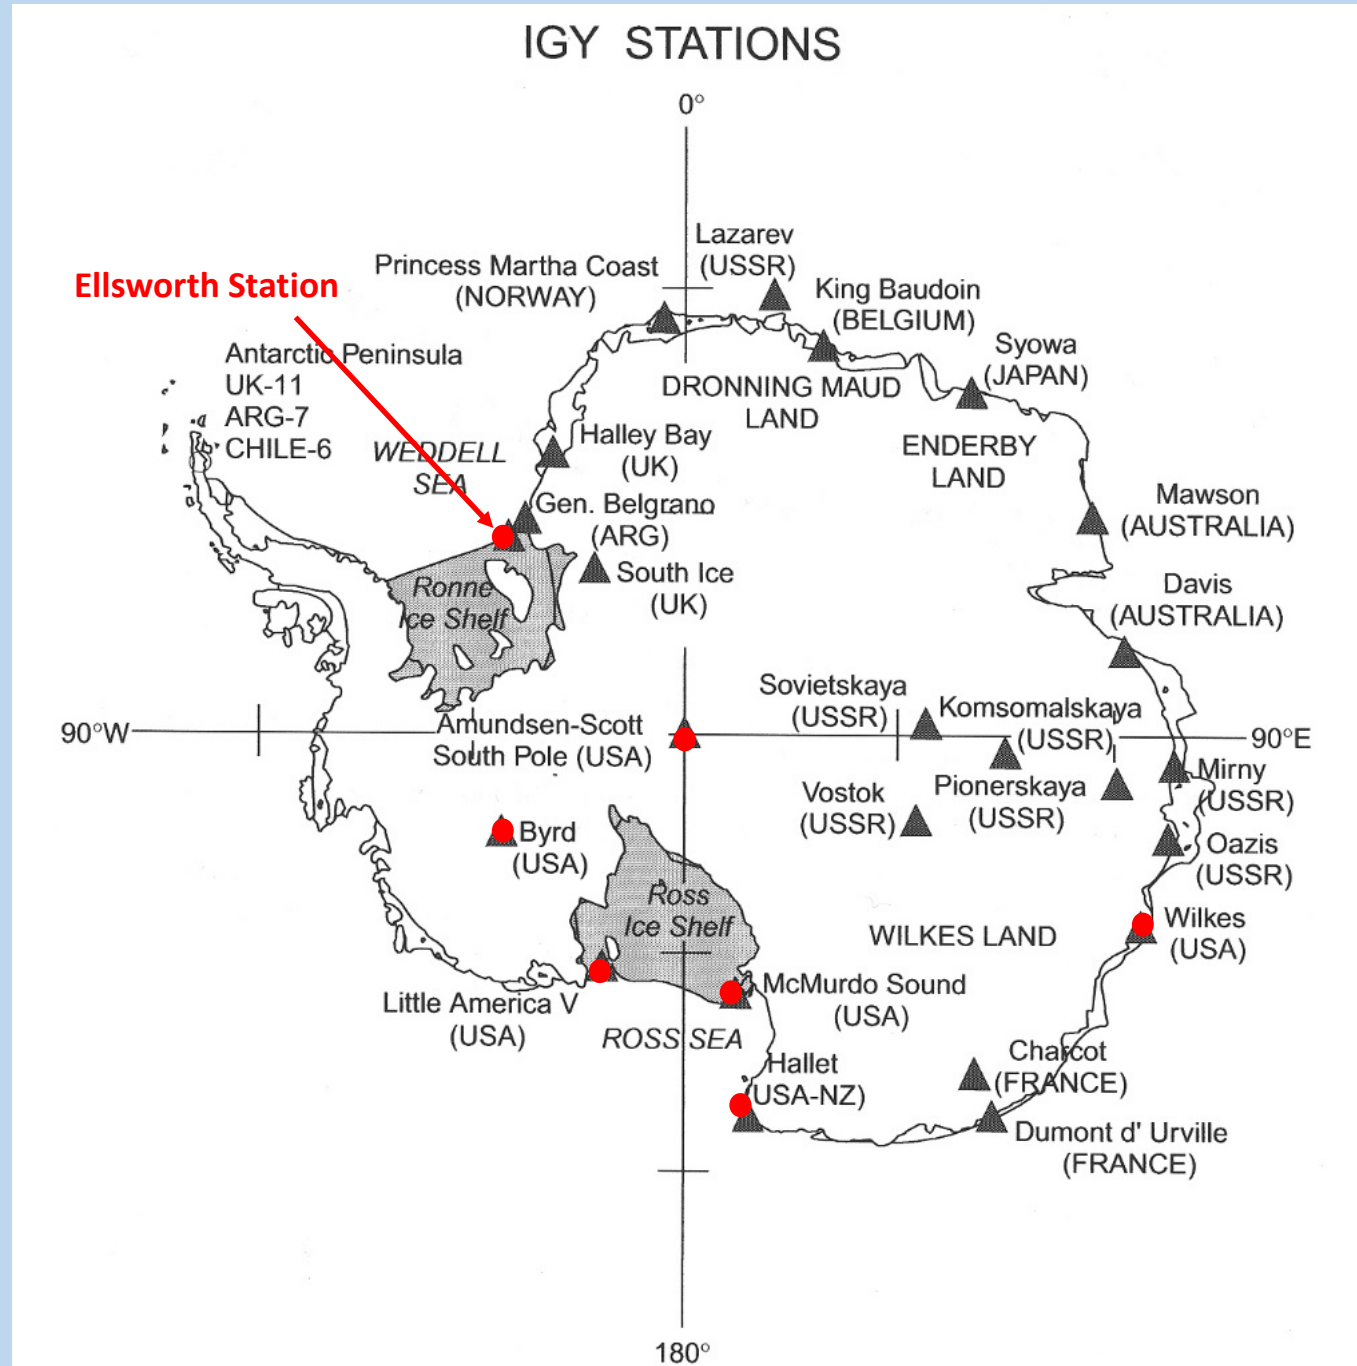 IGY STATIONS
0°
Lazarev
(USSR)
Princess Martha Coast
(NORWAY)
Ellsworth Station
King Baudoin
(BELGIUM)
Syowa
(JAPAN)
Antarctic Peninsula
UK-11
ARG-7
CHILE-6
DRONNING MAUD
LAND
WEDDELL
SEA
Halley Bay
(UK)
ENDERBY
LAND
Gen. Belgrano
(ARG)
Mawson
(AUSTRALIA)
South Ice
(UK)
Ronne
Ice Shelf
Davis
(AUSTRALIA)
Sovietskaya
(USSR)
Komsomalskaya
(USSR)
Amundsen-Scott
South Pole (USA)
90°W
90°E
Mirny
(USSR)
Vostok
(USSR)
Pionerskaya
(USSR)
Byrd
(USA)
Oazis
(USSR)
Ross
Ice Shelf
Wilkes
(USA)
WILKES LAND
Little America V
(USA)
McMurdo Sound
(USA)
ROSS SEA
Hallet
(USA-NZ)
Charcot
(FRANCE)
Dumont d' Urville
(FRANCE)
180°